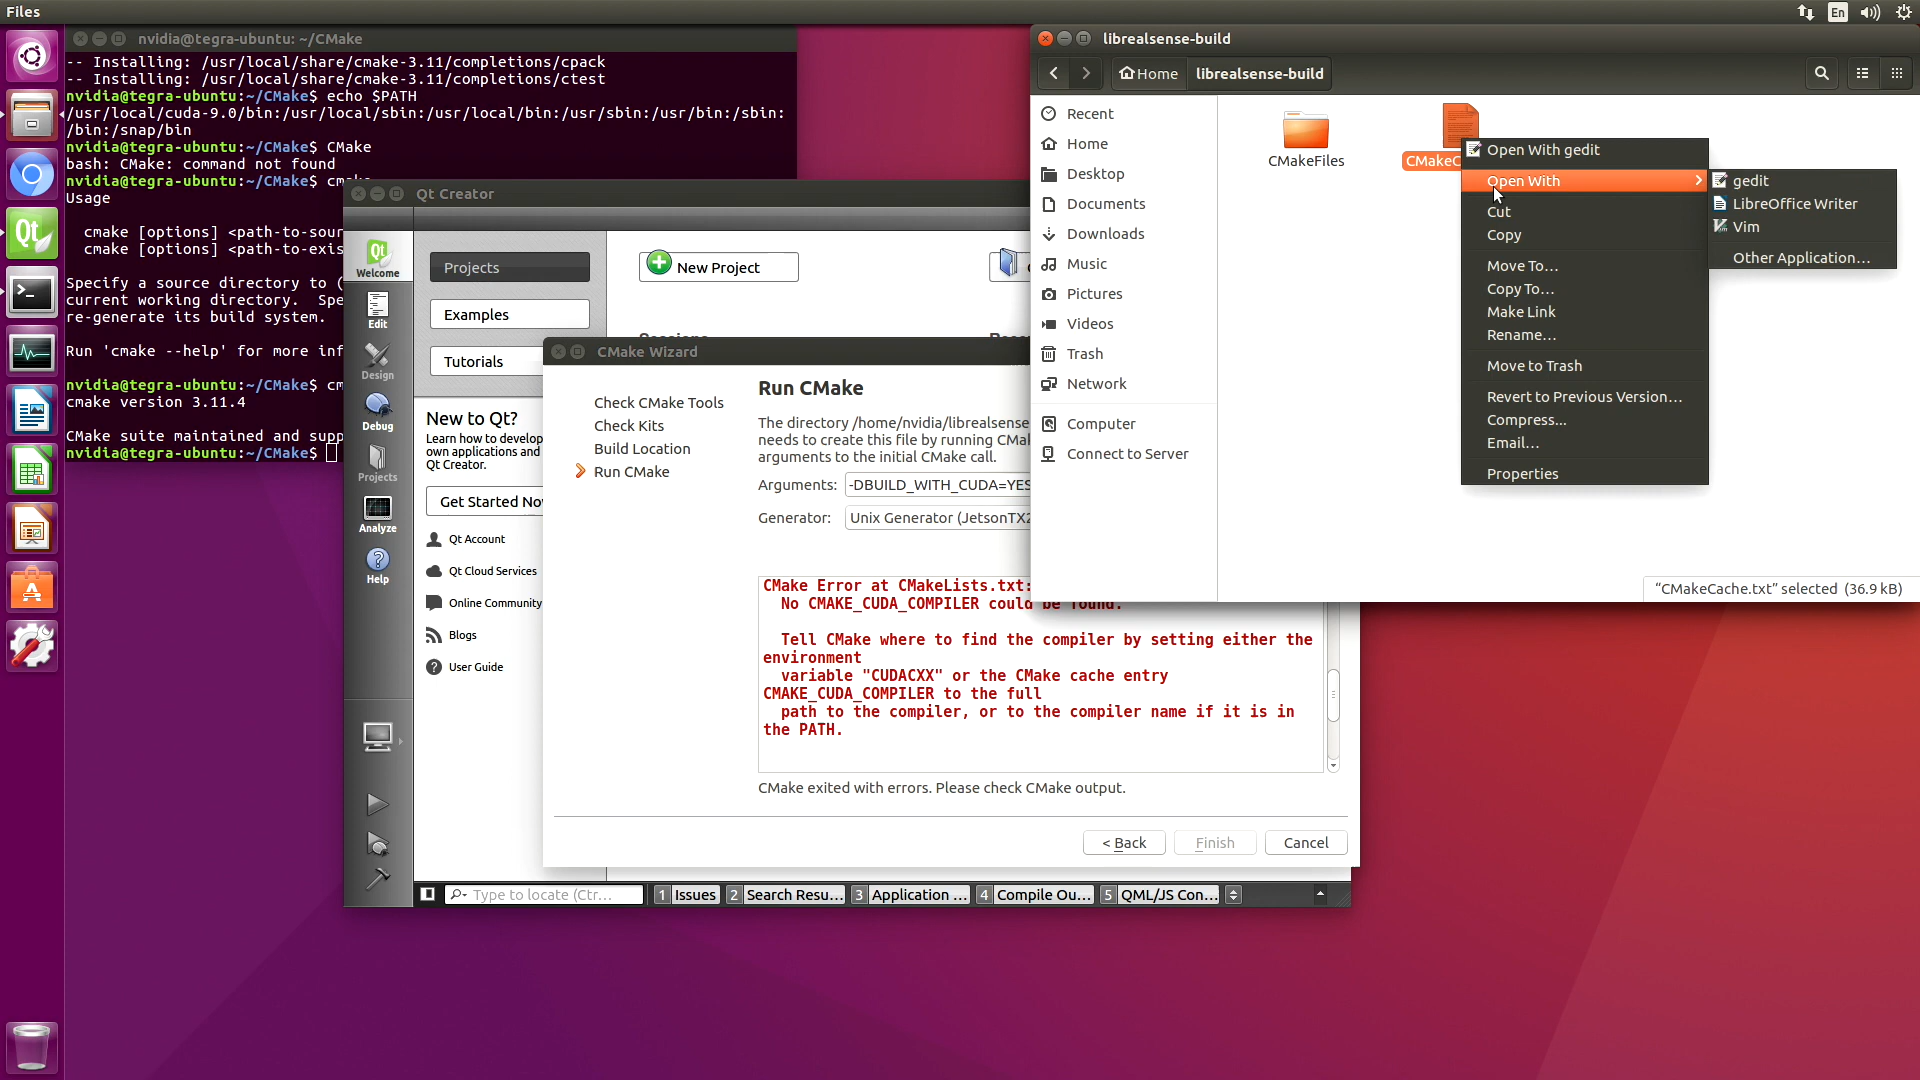 Files
En
nvidia@tegra-ubuntu: ~/CMake
-- Installing: /usr/local/share/cmake-3.11/completions/cpack
-- Installing: /usr/local/share/cmake-3.11/completions/ctest
nvidia@tegra-ubuntu:~/CMake$ echo $PATH
/usr/local/cuda-9.0/bin:/usr/local/sbin:/usr/local/bin:/usr/sbin:/usr/bin:/sbin:
/bin:/snap/bin
nvidia@tegra-ubuntu:~/CMake$ CMake
bash: CMake: command not found
nvidia@tegra-ubuntu:~/CMake$ cmake
Usage
cmake [options] <path-to-sour
cmake [options] <path-to-exis
Specify a source directory to (
current working directory.  Spe
re-generate its build system.
Run 'cmake --help' for more inf
nvidia@tegra-ubuntu:~/CMake$ cm
cmake version 3.11.4
CMake suite maintained and supp
nvidia@tegra-ubuntu:~/CMake$
Qt Creator
Qt
Welcome
Edit
Design
Debug
Projects
Analyze
Help
Projects
Examples
Tutorials
New Project
New to Qt?
Learn how to develop
own applications and
Qt Creator.
Get Started Now
Qt Account
Qt Cloud Services
Online Community
Blogs
User Guide
CMake Wizard
Check CMake Tools
Check Kits
Build Location
Run CMake
Run CMake
The directory /home/nvidia/librealsense
needs to create this file by running CMa
arguments to the initial CMake call.
Arguments: -DBUILD_WITH_CUDA=YES
Generator: Unix Generator (JetsonTX2
CMake Error at CMakeLists.txt:
No CMAKE_CUDA_COMPILER could be found.
Tell CMake where to find the compiler by setting either the
environment
variable "CUDACXX" or the CMake cache entry
CMAKE_CUDA_COMPILER to the full
path to the compiler, or to the compiler name if it is in
the PATH.
CMake exited with errors. Please check CMake output.
< Back
Finish
Cancel
Type to locate (Ctr...
1 Issues
2 Search Resu...
3 Application ...
4 Compile Ou...
5 QML/JS Con...
librealsense-build
Home
librealsense-build
Recent
Home
Desktop
Documents
Downloads
Music
Pictures
Videos
Trash
Network
Computer
Connect to Server
CMakeFiles
CMakeC
Open With gedit
Open With
Cut
Copy
Move To...
Copy To...
Make Link
Rename...
Move to Trash
Revert to Previous Version...
Compress...
Email...
Properties
gedit
LibreOffice Writer
Vim
Other Application...
“CMakeCache.txt” selected (36.9 kB)